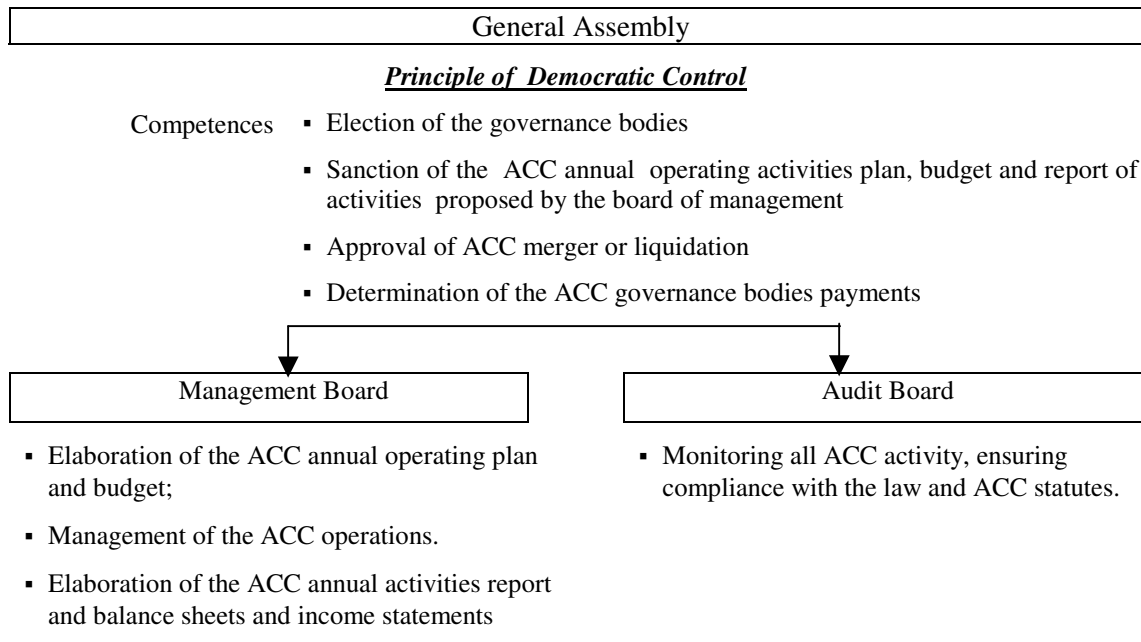 General Assembly
Principle of Democratic Control
Competences ▪ Election of the governance bodies
▪ Sanction of the ACC annual operating activities plan, budget and report of
activities proposed by the board of management
▪ Approval of ACC merger or liquidation
▪ Determination of the ACC governance bodies payments
Management Board
▪ Elaboration of the ACC annual operating plan
and budget;
▪ Management of the ACC operations.
▪ Elaboration of the ACC annual activities report
and balance sheets and income statements
Audit Board
▪ Monitoring all ACC activity, ensuring
compliance with the law and ACC statutes.